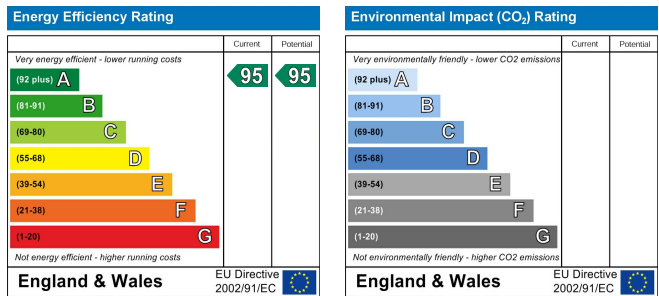 Energy Efficiency Rating
Current Potential
Very energy efficient - lower running costs
(92 plus) A 95 95
(81-91) B
(69-80) C
(55-68) D
(39-54) E
(21-38) F
(1-20) G
Not energy efficient - higher running costs
England & Wales
EU Directive
2002/91/EC
Environmental Impact (CO₂) Rating
Current Potential
Very environmentally friendly - lower CO2 emissions
(92 plus) A
(81-91) B
(69-80) C
(55-68) D
(39-54) E
(21-38) F
(1-20) G
Not environmentally friendly - higher CO2 emissions
England & Wales
EU Directive
2002/91/EC